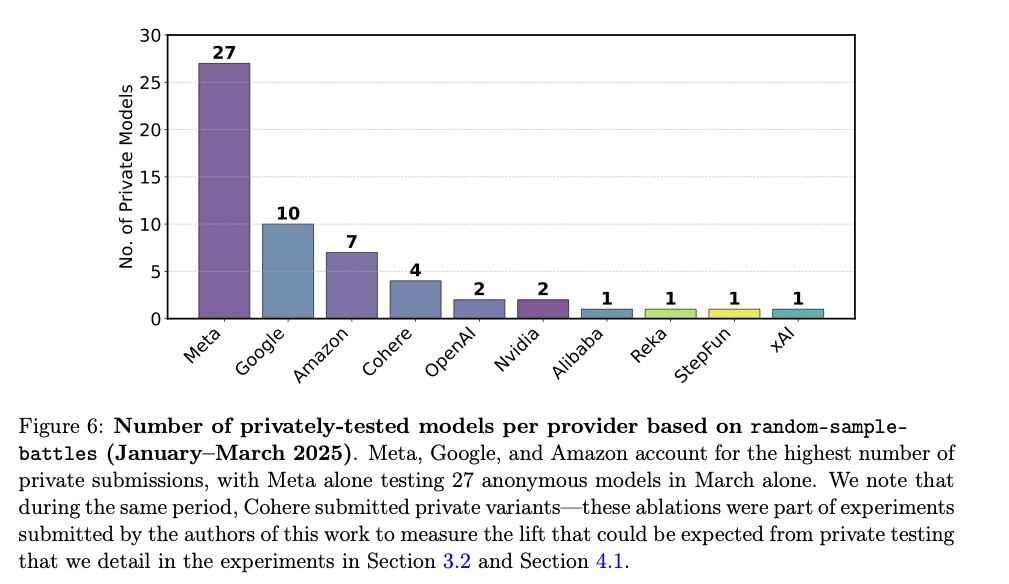 30
27
25
20
15
10
10
7
5
4
2
2
1
1
1
1
0
No. of Private Models
Meta
Google
Amazon
Cohere
OpenAI
Nvidia
Alibaba
Reka
StepFun
xAI
Figure 6: Number of privately-tested models per provider based on random-sample-
battles (January–March 2025). Meta, Google, and Amazon account for the highest number of
private submissions, with Meta alone testing 27 anonymous models in March alone. We note that
during the same period, Cohere submitted private variants—these ablations were part of experiments
submitted by the authors of this work to measure the lift that could be expected from private testing
that we detail in the experiments in Section 3.2 and Section 4.1.